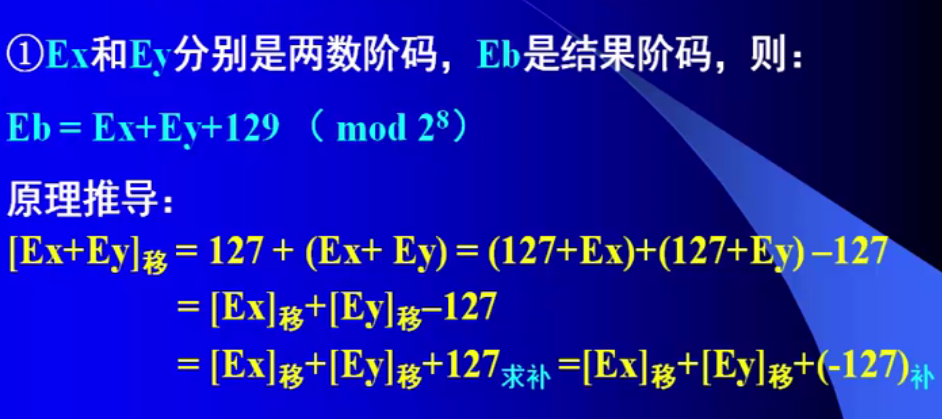 ①Ex和Ey分别是两数阶码，Eb是结果阶码，则：
Eb = Ex+Ey+129 （ mod 2⁸）
原理推导：
[Ex+Ey]移 = 127 + (Ex+ Ey) = (127+Ex)+(127+Ey) –127
= [Ex]移+[Ey]移–127
= [Ex]移+[Ey]移+127求补 =[Ex]移+[Ey]移+(-127)补